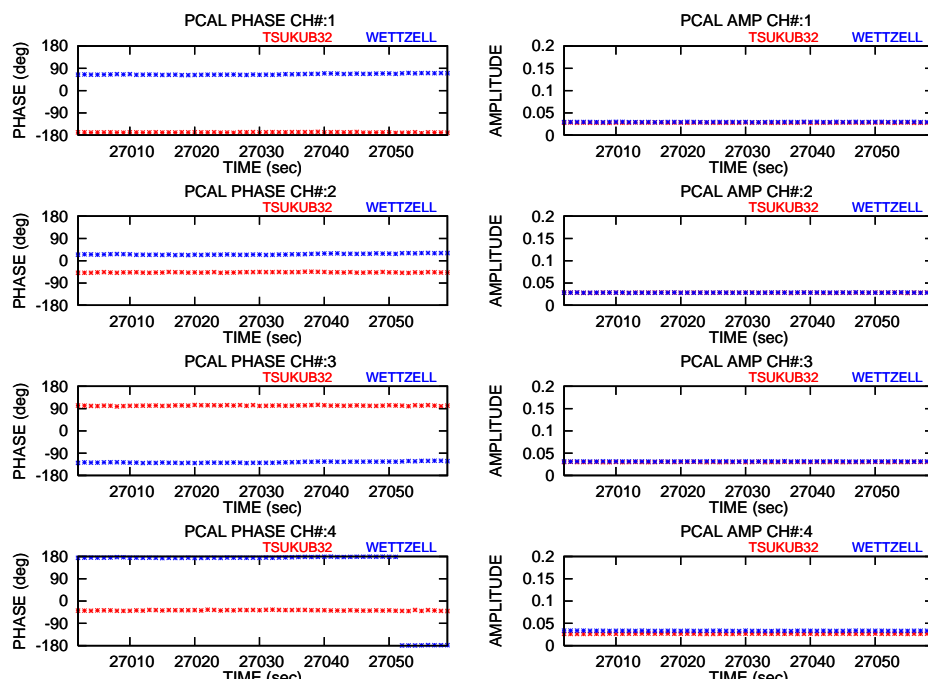 PCAL PHASE CH#:1
TSUKUB32 WETTZELL
PHASE (deg)
180
90
0
-90
-180
27010 27020 27030 27040 27050
TIME (sec)
PCAL AMP CH#:1
TSUKUB32 WETTZELL
AMPLITUDE
0.2
0.15
0.1
0.05
0
27010 27020 27030 27040 27050
TIME (sec)
PCAL PHASE CH#:2
TSUKUB32 WETTZELL
PHASE (deg)
180
90
0
-90
-180
27010 27020 27030 27040 27050
TIME (sec)
PCAL AMP CH#:2
TSUKUB32 WETTZELL
AMPLITUDE
0.2
0.15
0.1
0.05
0
27010 27020 27030 27040 27050
TIME (sec)
PCAL PHASE CH#:3
TSUKUB32 WETTZELL
PHASE (deg)
180
90
0
-90
-180
27010 27020 27030 27040 27050
TIME (sec)
PCAL AMP CH#:3
TSUKUB32 WETTZELL
AMPLITUDE
0.2
0.15
0.1
0.05
0
27010 27020 27030 27040 27050
TIME (sec)
PCAL PHASE CH#:4
TSUKUB32 WETTZELL
PHASE (deg)
180
90
0
-90
-180
27010 27020 27030 27040 27050
TIME (sec)
PCAL AMP CH#:4
TSUKUB32 WETTZELL
AMPLITUDE
0.2
0.15
0.1
0.05
0
27010 27020 27030 27040 27050
TIME (sec)